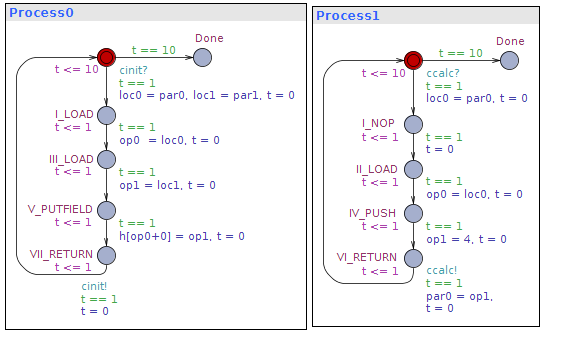 Process0
Done
t == 10
t <= 10
cinit?
t == 1
loc0 = par0, loc1 = par1, t = 0
I_LOAD
t <= 1
t == 1
op0  = loc0, t = 0
III_LOAD
t <= 1
t == 1
op1 = loc1, t = 0
V_PUTFIELD
t <= 1
t == 1
h[op0+0] = op1, t = 0
VII_RETURN
t <= 1
cinit!
t == 1
t = 0
Process1
Done
t == 10
t <= 10
ccalc?
t == 1
loc0 = par0, t = 0
I_NOP
t <= 1
t == 1
t = 0
II_LOAD
t <= 1
t == 1
op0 = loc0, t = 0
IV_PUSH
t <= 1
t == 1
op1 = 4, t = 0
VI_RETURN
t <= 1
ccalc!
t == 1
par0 = op1,
t = 0